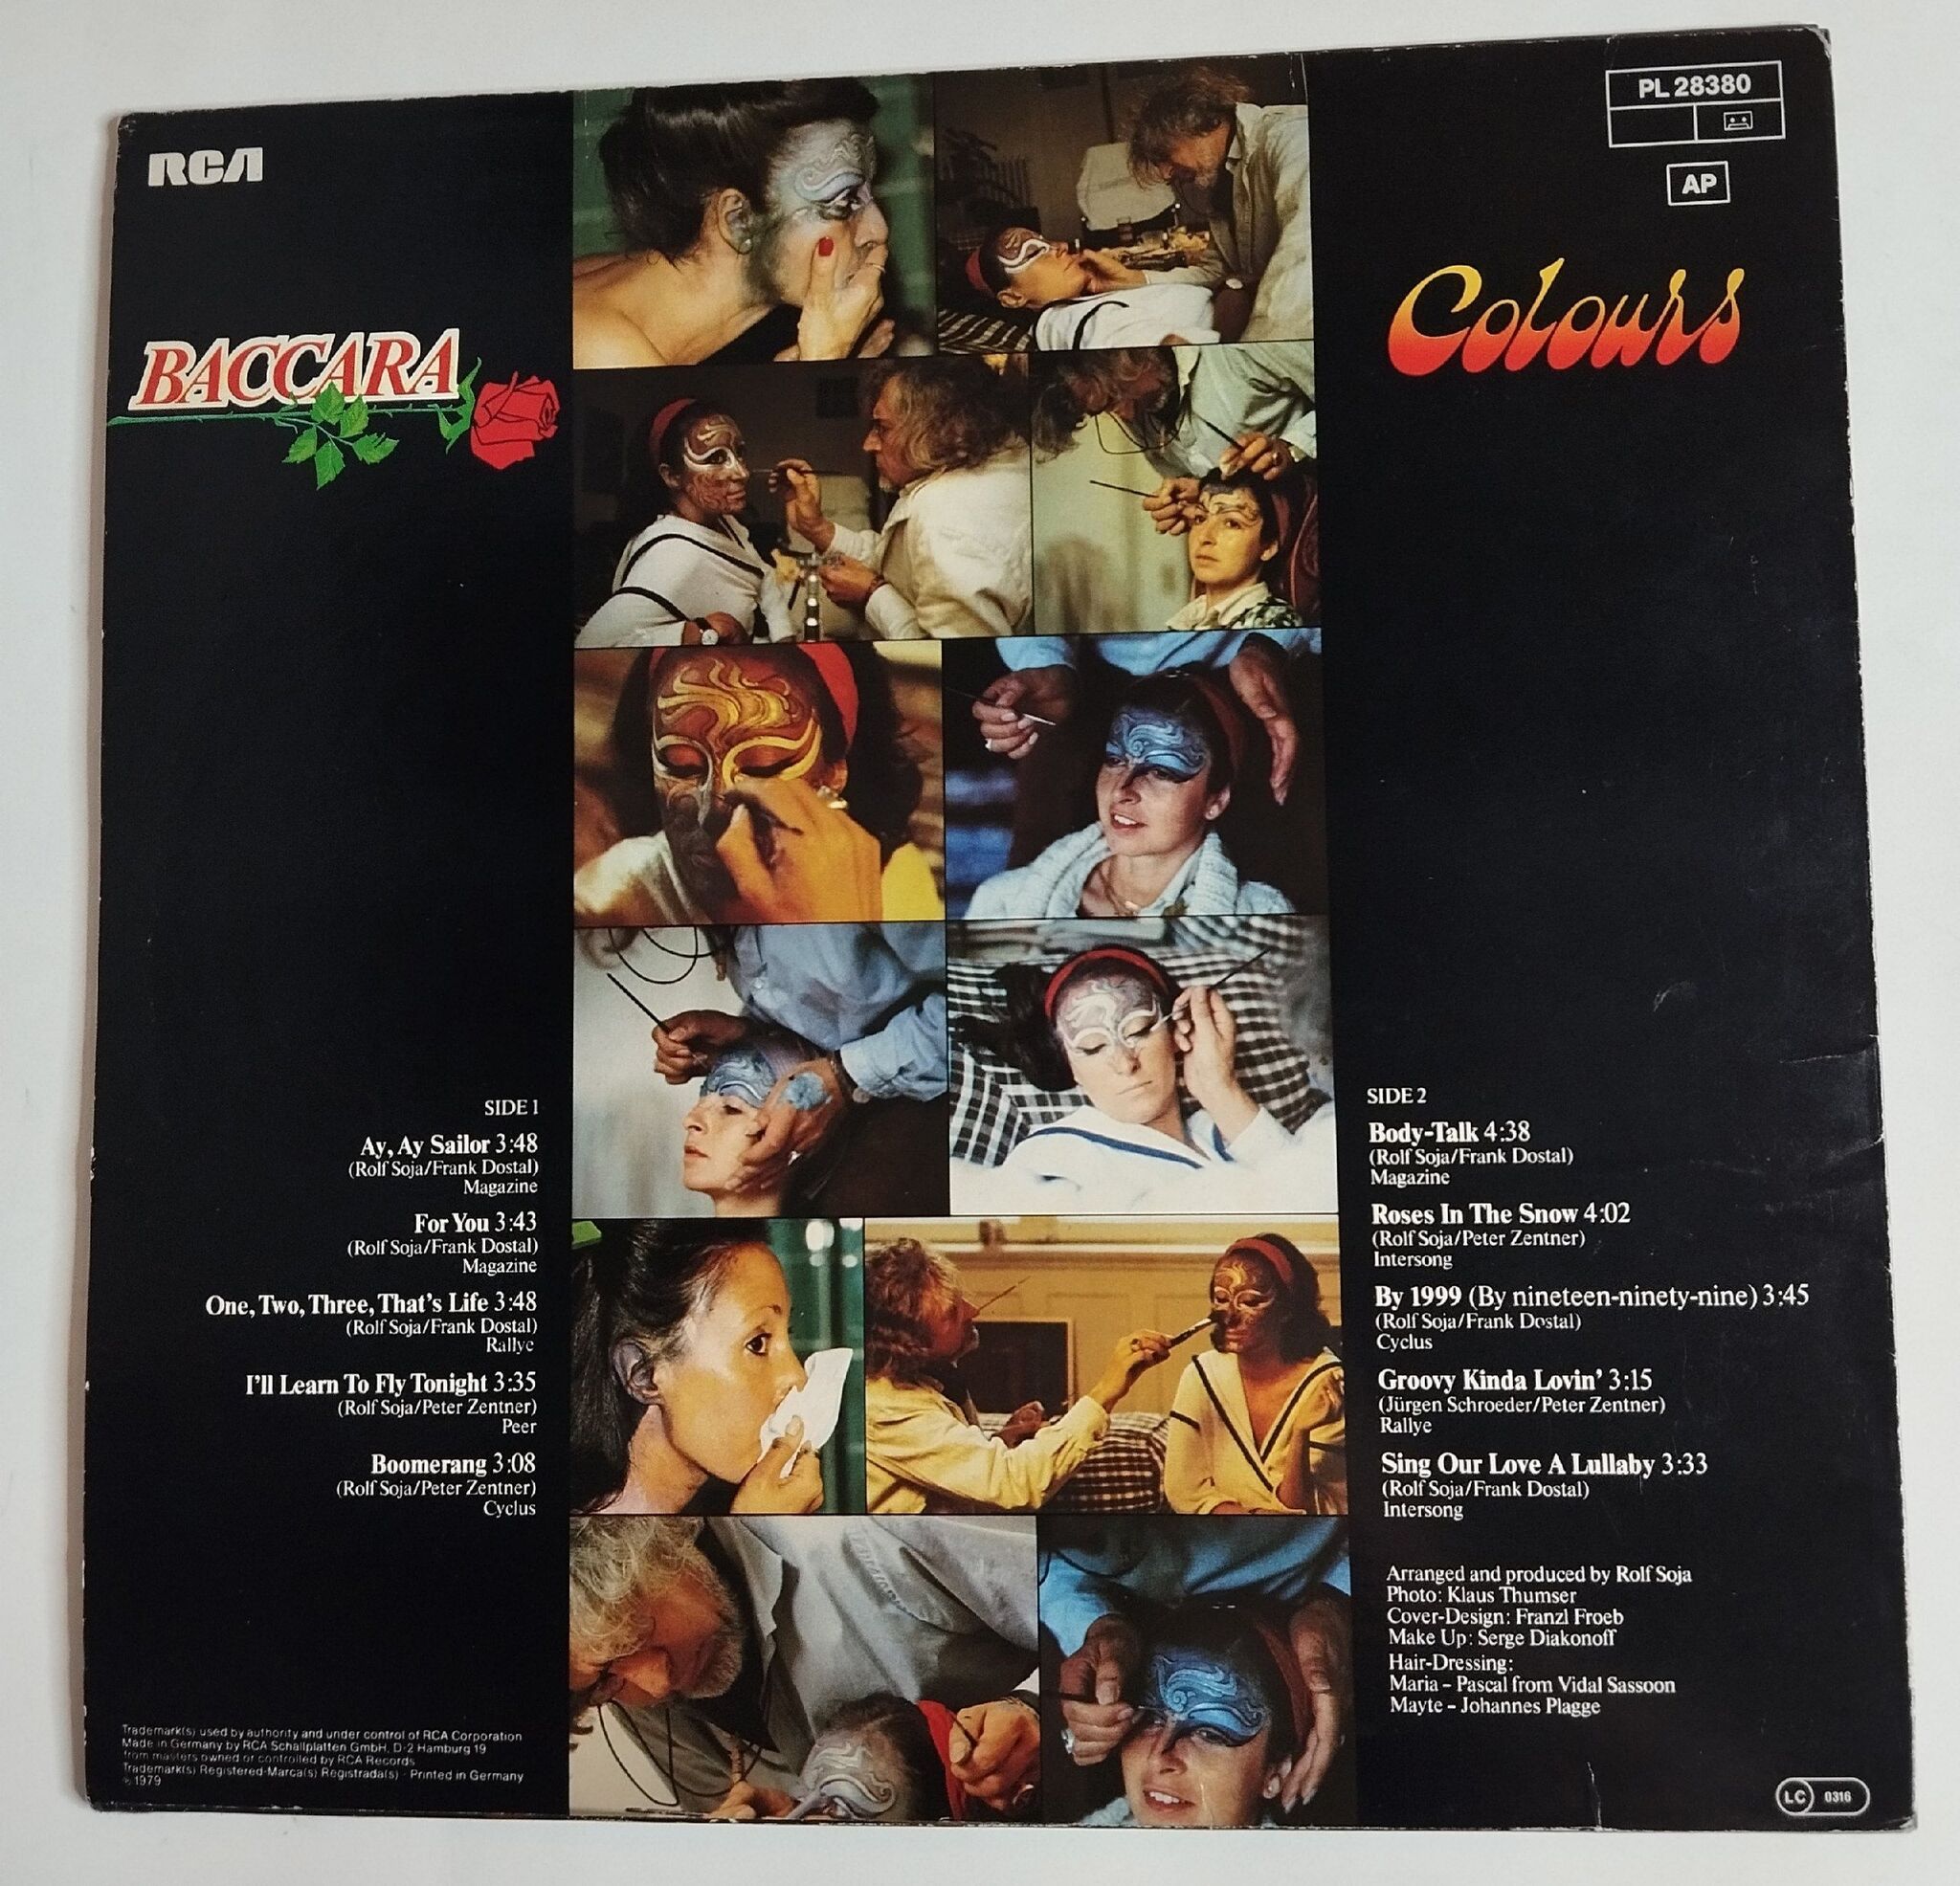 RCA
PL 28380
AP
BACCARA
Colours
SIDE 1
Ay, Ay Sailor 3:48
(Rolf Soja/Frank Dostal)
Magazine
For You 3:43
(Rolf Soja/Frank Dostal)
Magazine
One, Two, Three, That's Life 3:48
(Rolf Soja/Frank Dostal)
Rallye
I'll Learn To Fly Tonight 3:35
(Rolf Soja/Peter Zentner)
Peer
Boomerang 3:08
(Rolf Soja/Peter Zentner)
Cyclus
SIDE 2
Body-Talk 4:38
(Rolf Soja/Frank Dostal)
Magazine
Roses In The Snow 4:02
(Rolf Soja/Peter Zentner)
Intersong
By 1999 (By nineteen-ninety-nine) 3:45
(Rolf Soja/Frank Dostal)
Cyclus
Groovy Kinda Lovin' 3:15
(Jürgen Schroeder/Peter Zentner)
Rallye
Sing Our Love A Lullaby 3:33
(Rolf Soja/Frank Dostal)
Intersong
Arranged and produced by Rolf Soja
Photo: Klaus Thumser
Cover-Design: Franzl Froeb
Make Up: Serge Diakonoff
Hair-Dressing:
Maria – Pascal from Vidal Sassoon
Mayte – Johannes Plagge
Trademark(s) used by authority and under control of RCA Corporation
Made in Germany by RCA Schallplatten GmbH, D-2 Hamburg 19
from masters owned or controlled by RCA Records
Trademark(s) Registered-Marca(s) Registrada(s) · Printed in Germany
℗ 1979
LC 0316